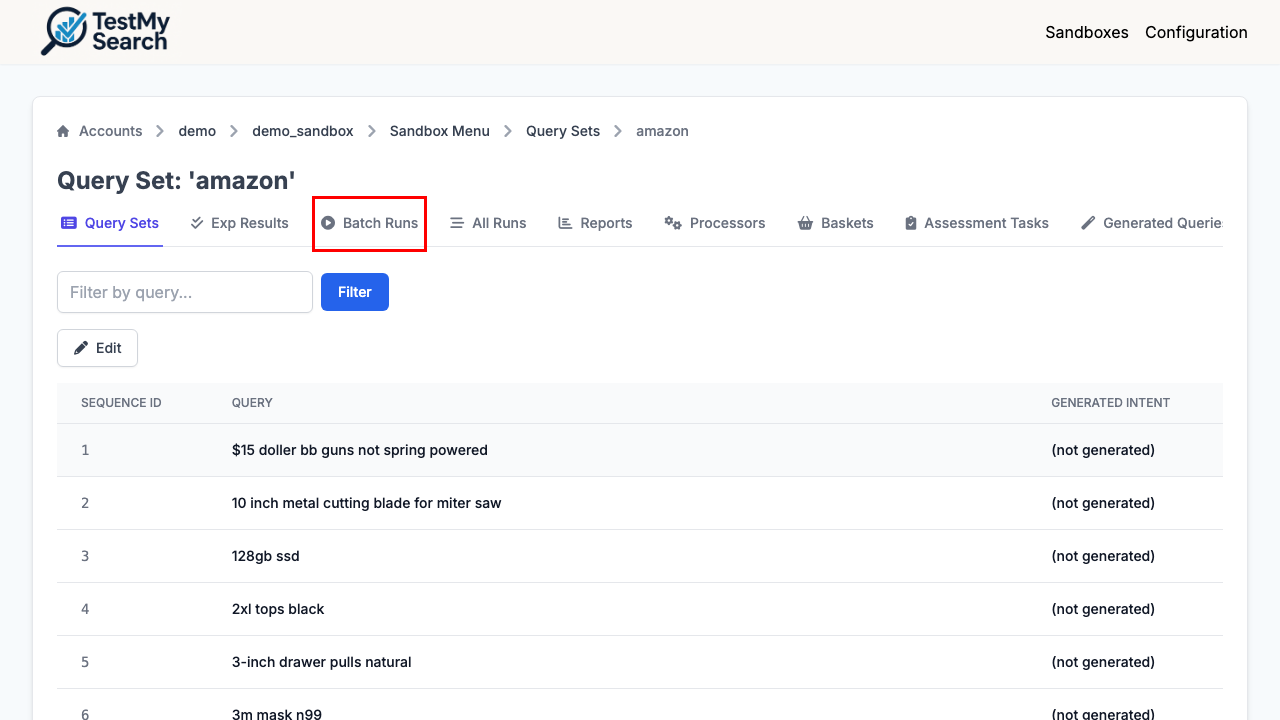 TestMy
Search
Sandboxes Configuration
Accounts demo demo_sandbox Sandbox Menu Query Sets amazon
Query Set: 'amazon'
Query Sets Exp Results Batch Runs All Runs Reports Processors Baskets Assessment Tasks Generated Querie
Filter by query... Filter
Edit
SEQUENCE ID QUERY GENERATED INTENT
1 $15 doller bb guns not spring powered (not generated)
2 10 inch metal cutting blade for miter saw (not generated)
3 128gb ssd (not generated)
4 2xl tops black (not generated)
5 3-inch drawer pulls natural (not generated)
6 3m mask n99 (not generated)